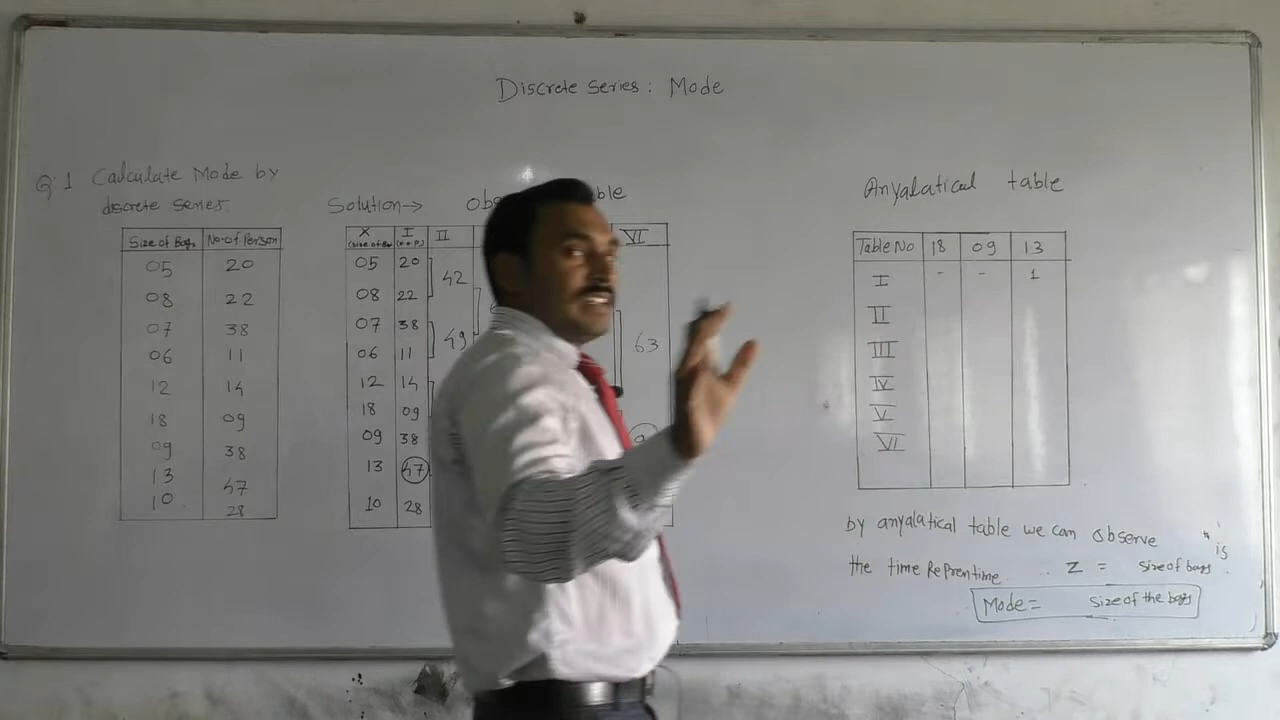 Discrete series : Mode
Q.1 Calculate Mode by
discrete series.
Size of Bags No. of Person
05 20
08 22
07 38
06 11
12 14
18 09
09 38
13 47
10 28
Solution→
X I II VI
05 20
08 22
42
07 38
06 11
49
63
12 14
18 09
09 38
13 47
10 28
Anyalatical table
Table No 18 09 13
I - - 1
II
III
IV
V
VI
by anyalatical table we can observe
is
the time Reprentime. .. Z = size of bags .
Mode= size of the bags